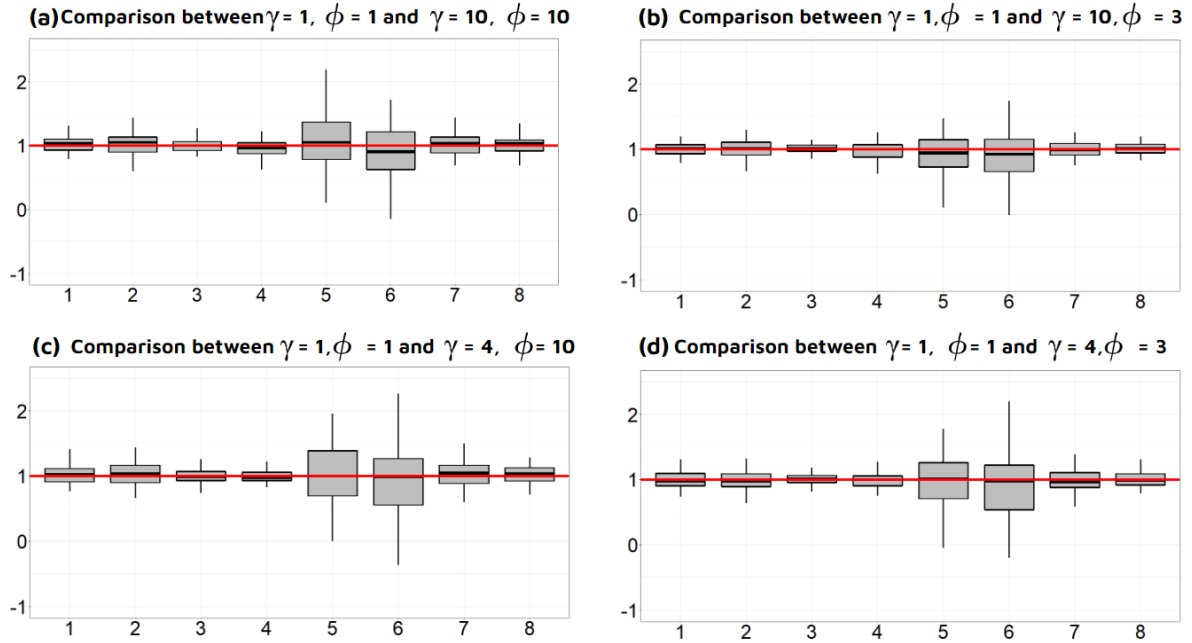 (a) Comparison between γ = 1, ϕ = 1 and γ = 10, ϕ = 10
2
1
0
-1
1 2 3 4 5 6 7 8
(b) Comparison between γ = 1, ϕ = 1 and γ = 10, ϕ = 3
2
1
0
-1
1 2 3 4 5 6 7 8
(c) Comparison between γ = 1, ϕ = 1 and γ = 4, ϕ = 10
2
1
0
-1
1 2 3 4 5 6 7 8
(d) Comparison between γ = 1, ϕ = 1 and γ = 4, ϕ = 3
2
1
0
-1
1 2 3 4 5 6 7 8